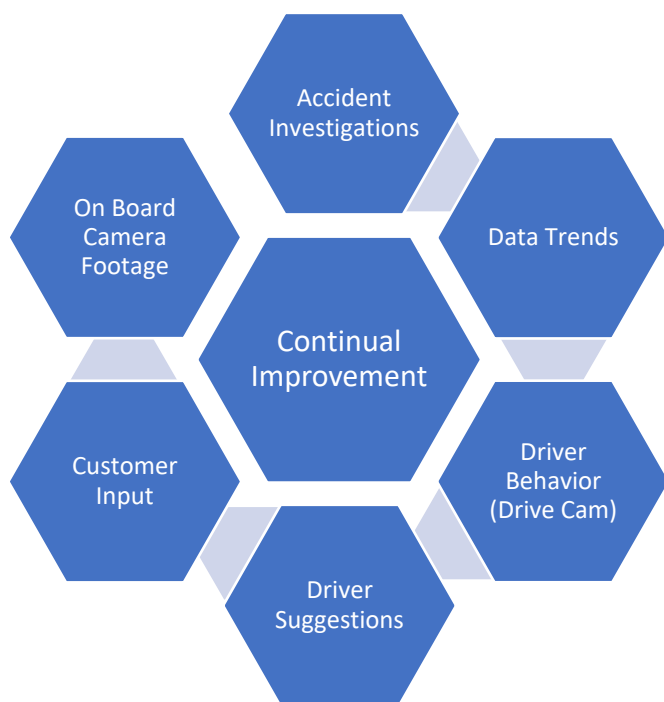 Accident
Investigations
On Board
Camera
Footage
Data Trends
Continual
Improvement
Customer
Input
Driver
Behavior
(Drive Cam)
Driver
Suggestions